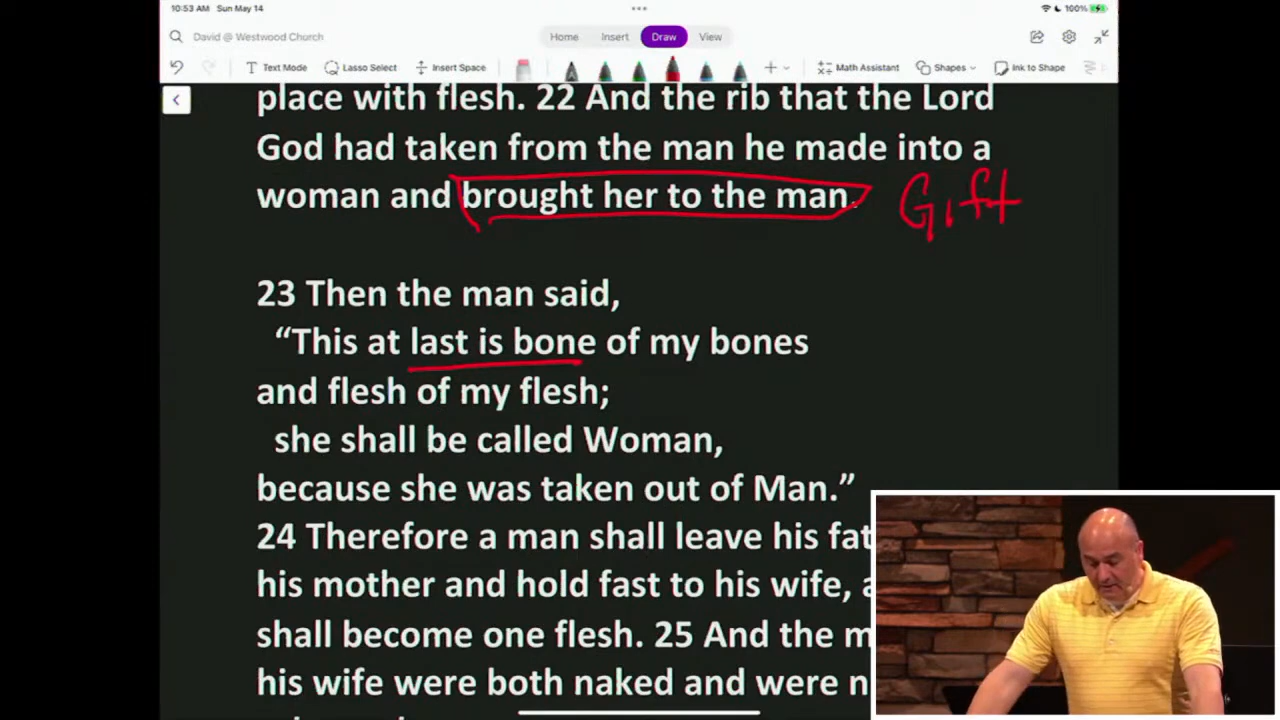 10:53 AM Sun May 14
100%
David @ Westwood Church
Home Insert Draw View
Text Mode Lasso Select Insert Space Math Assistant Shapes Ink to Shape
place with flesh. 22 And the rib that the Lord
God had taken from the man he made into a
woman and brought her to the man.
Gift
23 Then the man said,
“This at last is bone of my bones
and flesh of my flesh;
she shall be called Woman,
because she was taken out of Man.”
24 Therefore a man shall leave his fat
his mother and hold fast to his wife, a
shall become one flesh. 25 And the m
his wife were both naked and were n